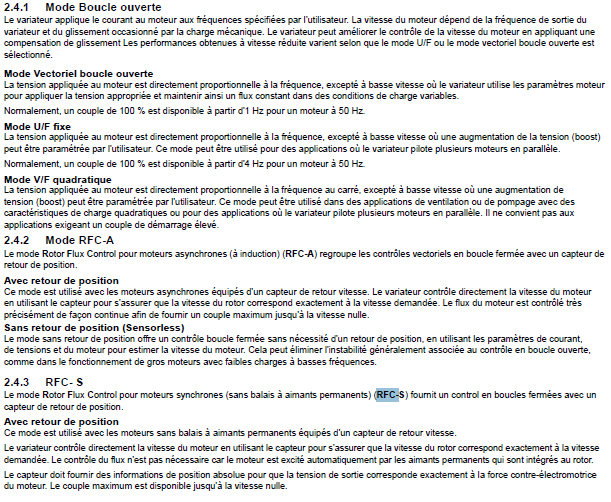 2.4.1 Mode Boucle ouverte
Le variateur applique le courant au moteur aux fréquences spécifiées par l'utilisateur. La vitesse du moteur dépend de la fréquence de sortie du
variateur et du glissement occasionné par la charge mécanique. Le variateur peut améliorer le contrôle de la vitesse du moteur en appliquant une
compensation de glissement Les performances obtenues à vitesse réduite varient selon que le mode U/F ou le mode vectoriel boucle ouverte est
sélectionné.
Mode Vectoriel boucle ouverte
La tension appliquée au moteur est directement proportionnelle à la fréquence, excepté à basse vitesse où le variateur utilise les paramètres moteur
pour appliquer la tension appropriée et maintenir ainsi un flux constant dans des conditions de charge variables.
Normalement, un couple de 100 % est disponible à partir d'1 Hz pour un moteur à 50 Hz.
Mode U/F fixe
La tension appliquée au moteur est directement proportionnelle à la fréquence, excepté à basse vitesse où une augmentation de la tension (boost)
peut être paramétrée par l'utilisateur. Ce mode peut être utilisé pour des applications où le variateur pilote plusieurs moteurs en parallèle.
Normalement, un couple de 100 % est disponible à partir d'4 Hz pour un moteur à 50 Hz.
Mode V/F quadratique
La tension appliquée au moteur est directement proportionnelle à la fréquence au carré, excepté à basse vitesse où une augmentation de
tension (boost) peut être paramétrée par l'utilisateur. Ce mode peut être utilisé dans des applications de ventilation ou de pompage avec des
caractéristiques de charge quadratiques ou pour des applications où le variateur pilote plusieurs moteurs en parallèle. Il ne convient pas aux
applications exigeant un couple de démarrage élevé.
2.4.2 Mode RFC-A
Le mode Rotor Flux Control pour moteurs asynchrones (à induction) (RFC-A) regroupe les contrôles vectoriels en boucle fermée avec un capteur de
retour de position.
Avec retour de position
Ce mode est utilisé avec les moteurs asynchrones équipés d'un capteur de retour vitesse. Le variateur contrôle directement la vitesse du moteur
en utilisant le capteur pour s'assurer que la vitesse du rotor correspond exactement à la vitesse demandée. Le flux du moteur est contrôlé très
précisément de façon continue afin de fournir un couple maximum jusqu'à la vitesse nulle.
Sans retour de position (Sensorless)
Le mode sans retour de position offre un contrôle boucle fermée sans nécessité d'un retour de position, en utilisant les paramètres de courant,
de tensions et du moteur pour estimer la vitesse du moteur. Cela peut éliminer l'instabilité généralement associée au contrôle en boucle ouverte,
comme dans le fonctionnement de gros moteurs avec faibles charges à basses fréquences.
2.4.3 RFC- S
Le mode Rotor Flux Control pour moteurs synchrones (sans balais à aimants permanents) (RFC-S) fournit un control en boucles fermées avec un
capteur de retour de position.
Avec retour de position
Ce mode est utilisé avec les moteurs sans balais à aimants permanents équipés d'un capteur de retour vitesse.
Le variateur contrôle directement la vitesse du moteur en utilisant le capteur pour s'assurer que la vitesse du rotor correspond exactement à la vitesse
demandée. Le contrôle du flux n'est pas nécessaire car le moteur est excité automatiquement par les aimants permanents qui sont intégrés au rotor.
Le capteur doit fournir des informations de position absolue pour que la tension de sortie corresponde exactement à la force contre-électromotrice
du moteur. Le couple maximum est disponible jusqu'à la vitesse nulle.